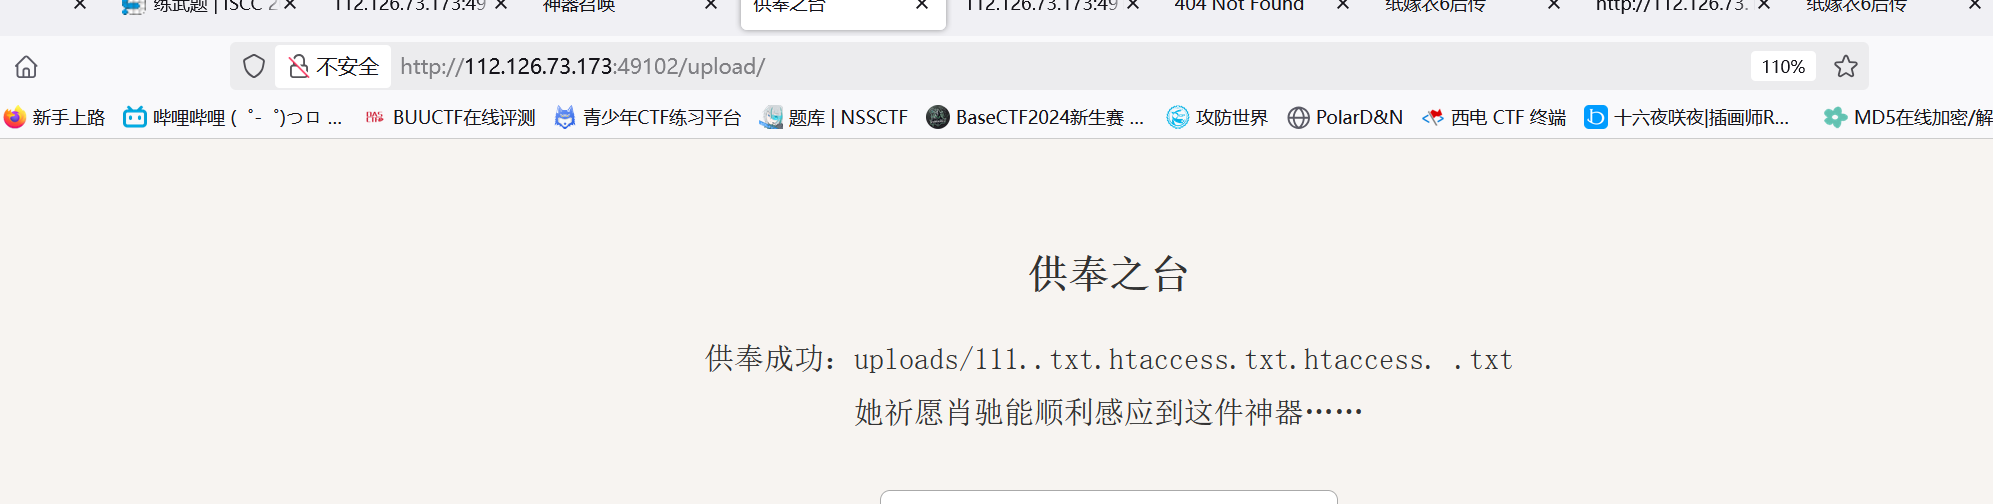 练武题 | ISCC 2 112.126.73.173:49 神器召唤 供奉之台 112.126.73.173:49 404 Not Found 纸嫁衣6后传 http://112.126.73. 纸嫁衣6后传
不安全 http://112.126.73.173:49102/upload/ 110%
新手上路 哔哩哔哩 (゜-゜)つロ ... BUUCTF在线评测 青少年CTF练习平台 题库 | NSSCTF BaseCTF2024新生赛 ... 攻防世界 PolarD&N 西电 CTF 终端 十六夜咲夜|插画师R... MD5在线加密/解
供奉之台
供奉成功：uploads/111..txt.htaccess.txt.htaccess. .txt
她祈愿肖驰能顺利感应到这件神器……